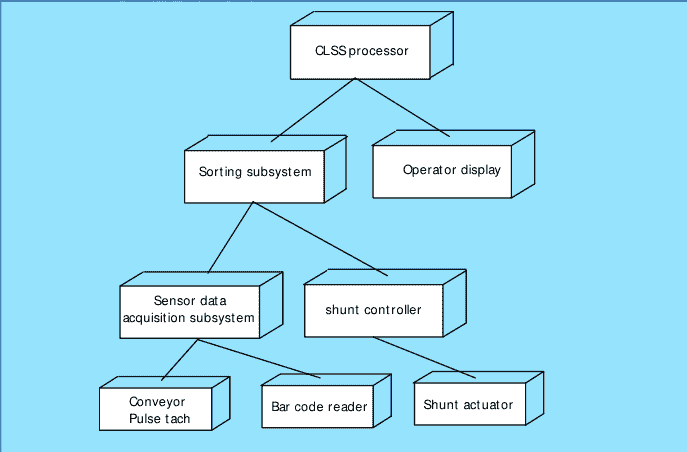 CLSS processor
Sorting subsystem
Operator display
Sensor data
acquisition subsystem
shunt controller
Conveyor
Pulse tach
Bar code reader
Shunt actuator